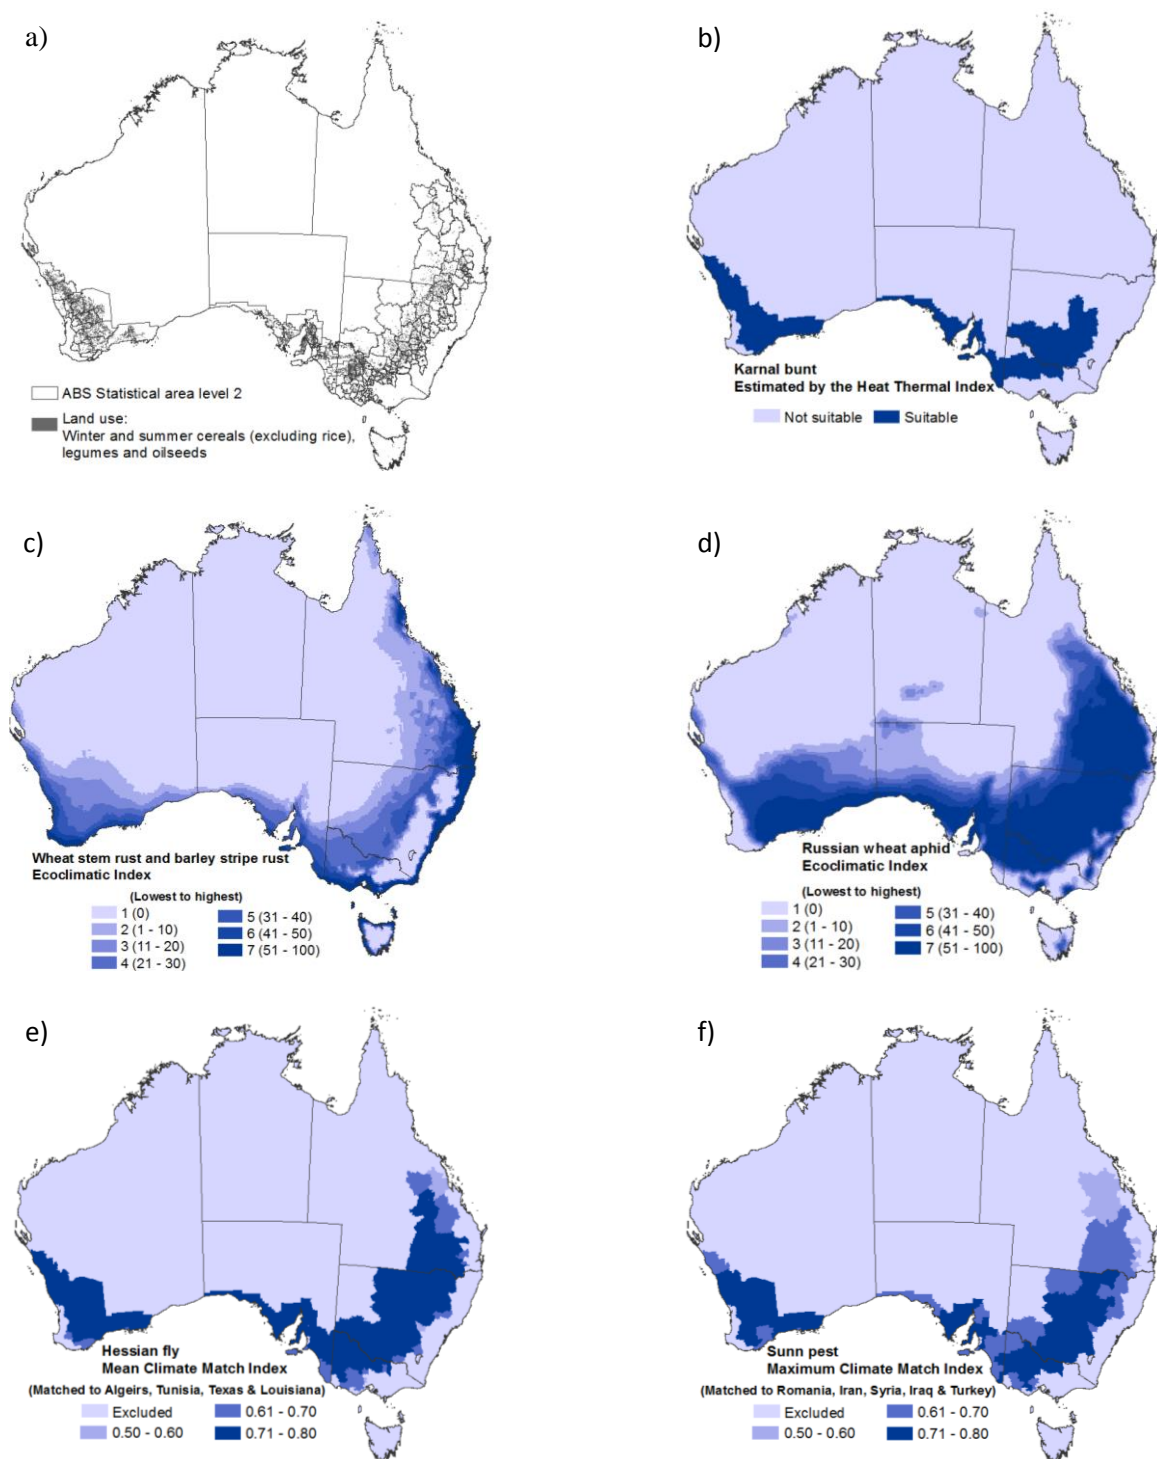 a)
ABS Statistical area level 2
Land use:
Winter and summer cereals (excluding rice),
legumes and oilseeds
b)
Karnal bunt
Estimated by the Heat Thermal Index
Not suitable
Suitable
c)
Wheat stem rust and barley stripe rust
Ecoclimatic Index
(Lowest to highest)
1 (0)
2 (1 - 10)
3 (11 - 20)
4 (21 - 30)
5 (31 - 40)
6 (41 - 50)
7 (51 - 100)
d)
Russian wheat aphid
Ecoclimatic Index
(Lowest to highest)
1 (0)
2 (1 - 10)
3 (11 - 20)
4 (21 - 30)
5 (31 - 40)
6 (41 - 50)
7 (51 - 100)
e)
Hessian fly
Mean Climate Match Index
(Matched to Algeirs, Tunisia, Texas & Louisiana)
Excluded
0.50 - 0.60
0.61 - 0.70
0.71 - 0.80
f)
Sunn pest
Maximum Climate Match Index
(Matched to Romania, Iran, Syria, Iraq & Turkey)
Excluded
0.50 - 0.60
0.61 - 0.70
0.71 - 0.80